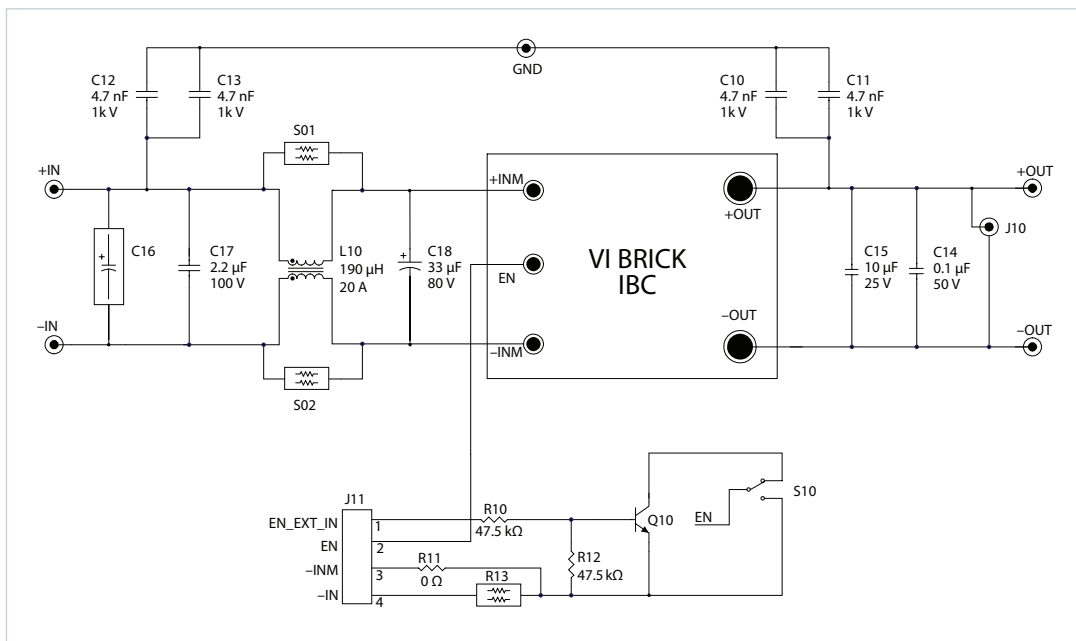 GND
C12
4.7 nF
1k V
C13
4.7 nF
1k V
C10
4.7 nF
1k V
C11
4.7 nF
1k V
S01
+IN
+INM
+OUT
+OUT
J10
C16
C17
2.2 µF
100 V
L10
190 µH
20 A
C18
33 µF
80 V
EN
VI BRICK
IBC
C15
10 µF
25 V
C14
0.1 µF
50 V
–IN
–INM
–OUT
–OUT
S02
J11
EN_EXT_IN
1
R10
47.5 kΩ
Q10
EN
S10
EN
2
–INM
3
R11
0 Ω
R12
47.5 kΩ
–IN
4
R13